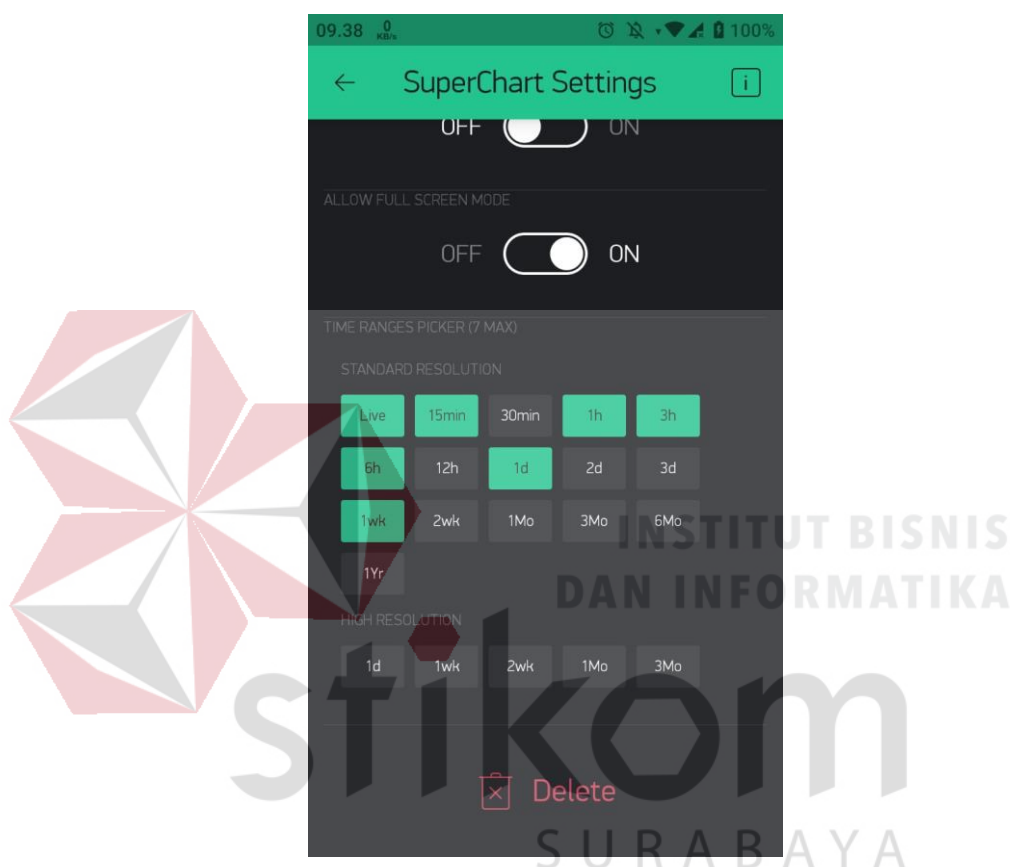 09.38 0 KB/s 100%
SuperChart Settings i
OFF ON
ALLOW FULL SCREEN MODE
OFF ON
TIME RANGES PICKER (7 MAX)
STANDARD RESOLUTION
Live 15min 30min 1h 3h
6h 12h 1d 2d 3d
1wk 2wk 1Mo 3Mo 6Mo
1Yr
HIGH RESOLUTION
1d 1wk 2wk 1Mo 3Mo
Delete
INSTITUT BISNIS
DAN INFORMATIKA
stikom
SURABAYA